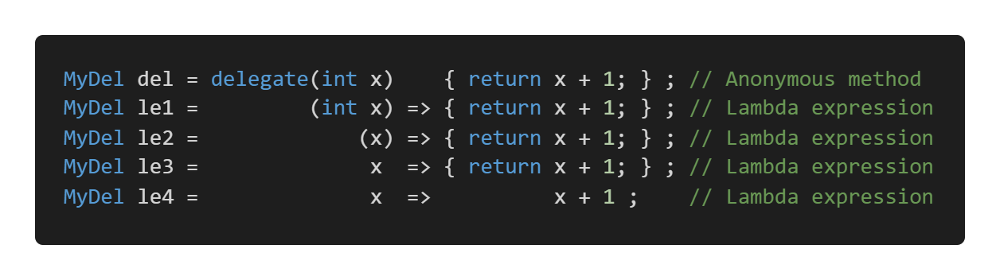 MyDel del = delegate(int x)    { return x + 1; } ; // Anonymous method
MyDel le1 =         (int x) => { return x + 1; } ; // Lambda expression
MyDel le2 =             (x) => { return x + 1; } ; // Lambda expression
MyDel le3 =              x  => { return x + 1; } ; // Lambda expression
MyDel le4 =              x  =>          x + 1 ;    // Lambda expression